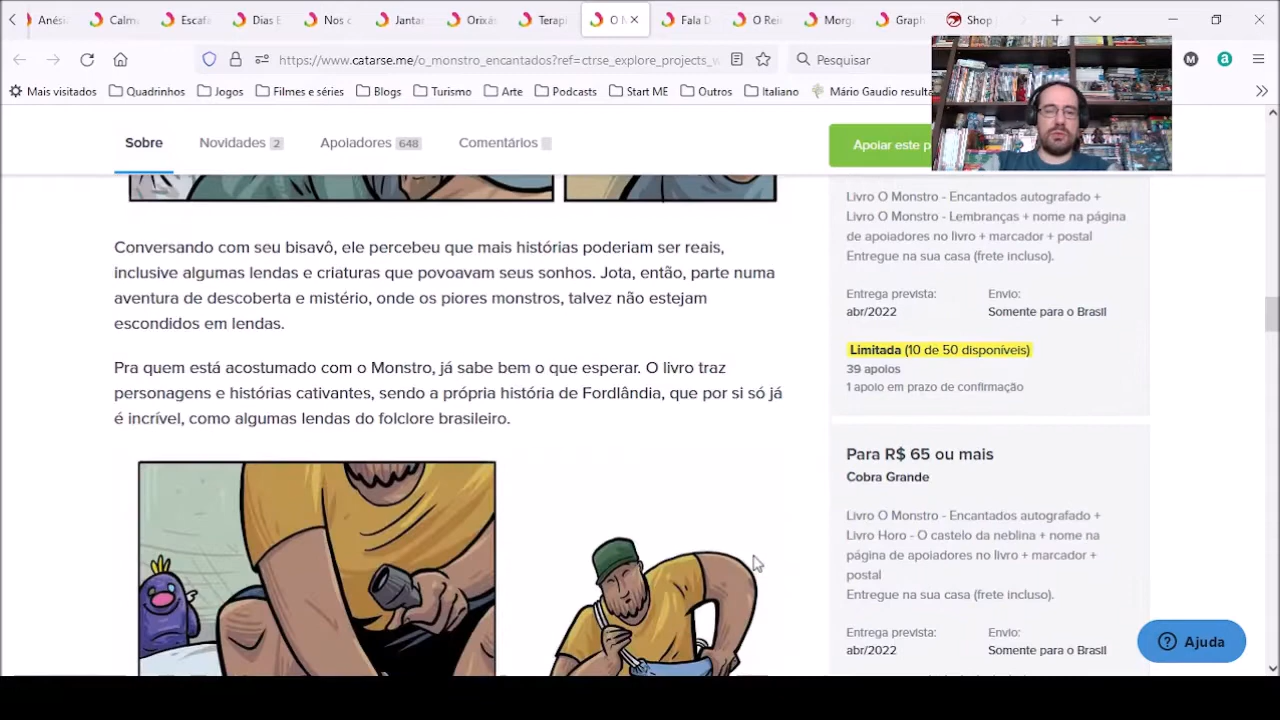 Anésia
Calma
Escafa
Dias E
Nos c
Jantar
Orixás
Terapi
O M
Fala D
O Rei
Morg
Graph
Shop
https://www.catarse.me/o_monstro_encantados?ref=ctrse_explore_projects_w
Pesquisar
Mais visitados
Quadrinhos
Jogos
Filmes e séries
Blogs
Turismo
Arte
Podcasts
Start ME
Outros
Italiano
Mário Gaudio resulta
Sobre
Novidades 2
Apoiadores 648
Comentários
Apoiar este p
Conversando com seu bisavô, ele percebeu que mais histórias poderiam ser reais,
inclusive algumas lendas e criaturas que povoavam seus sonhos. Jota, então, parte numa
aventura de descoberta e mistério, onde os piores monstros, talvez não estejam
escondidos em lendas.
Pra quem está acostumado com o Monstro, já sabe bem o que esperar. O livro traz
personagens e histórias cativantes, sendo a própria história de Fordlândia, que por si só já
é incrível, como algumas lendas do folclore brasileiro.
Livro O Monstro - Encantados autografado +
Livro O Monstro - Lembranças + nome na página
de apoiadores no livro + marcador + postal
Entregue na sua casa (frete incluso).
Entrega prevista:
abr/2022
Envio:
Somente para o Brasil
Limitada (10 de 50 disponíveis)
39 apoios
1 apoio em prazo de confirmação
Para R$ 65 ou mais
Cobra Grande
Livro O Monstro - Encantados autografado +
Livro Horo - O castelo da neblina + nome na
página de apoiadores no livro + marcador +
postal
Entregue na sua casa (frete incluso).
Entrega prevista:
abr/2022
Envio:
Somente para o Brasil
Ajuda